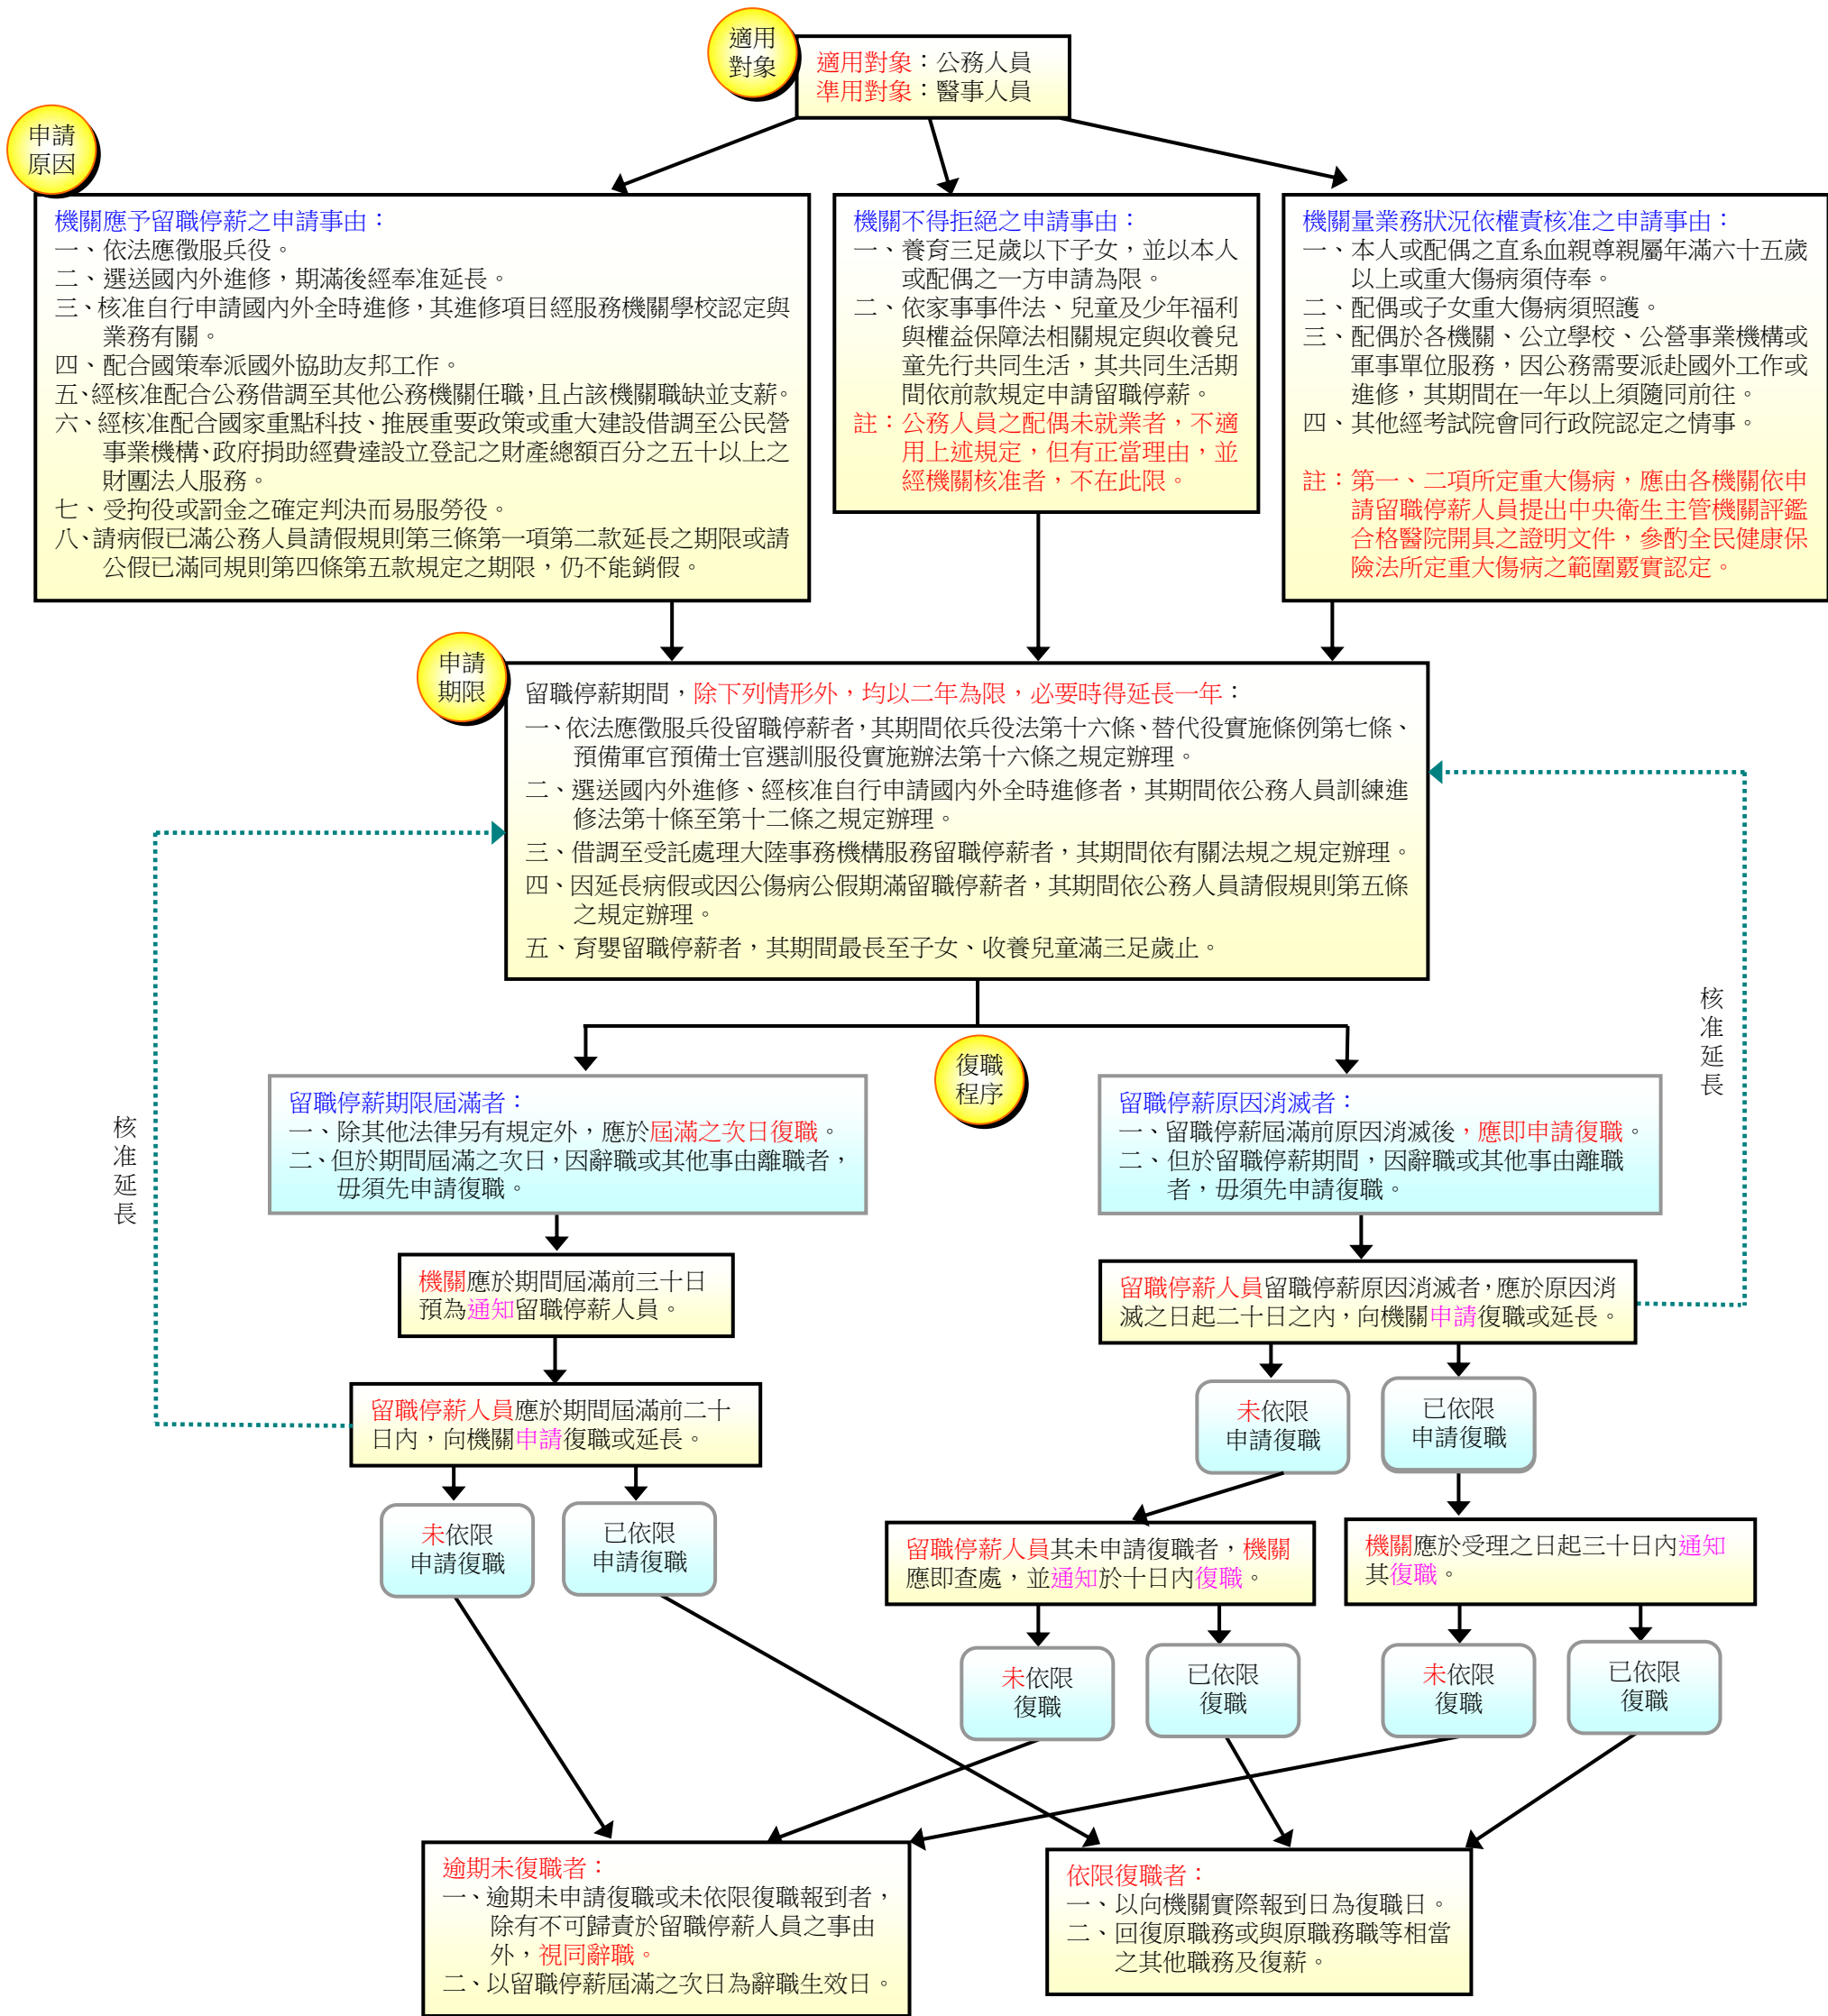 適用
對象
適用對象：公務人員
準用對象：醫事人員
申請
原因
機關應予留職停薪之申請事由：
一、依法應徵服兵役。
二、選送國內外進修，期滿後經奉准延長。
三、核准自行申請國內外全時進修，其進修項目經服務機關學校認定與
業務有關。
四、配合國策奉派國外協助友邦工作。
五、經核准配合公務借調至其他公務機關任職，且占該機關職缺並支薪。
六、經核准配合國家重點科技、推展重要政策或重大建設借調至公民營
事業機構、政府捐助經費達設立登記之財產總額百分之五十以上之
財團法人服務。
七、受拘役或罰金之確定判決而易服勞役。
八、請病假已滿公務人員請假規則第三條第一項第二款延長之期限或請
公假已滿同規則第四條第五款規定之期限，仍不能銷假。
機關不得拒絕之申請事由：
一、養育三足歲以下子女，並以本人
或配偶之一方申請為限。
二、依家事事件法、兒童及少年福利
與權益保障法相關規定與收養兒
童先行共同生活，其共同生活期
間依前款規定申請留職停薪。
註：公務人員之配偶未就業者，不適
用上述規定，但有正當理由，並
經機關核准者，不在此限。
機關量業務狀況依權責核准之申請事由：
一、本人或配偶之直系血親尊親屬年滿六十五歲
以上或重大傷病須侍奉。
二、配偶或子女重大傷病須照護。
三、配偶於各機關、公立學校、公營事業機構或
軍事單位服務，因公務需要派赴國外工作或
進修，其期間在一年以上須隨同前往。
四、其他經考試院會同行政院認定之情事。
註：第一、二項所定重大傷病，應由各機關依申
請留職停薪人員提出中央衛生主管機關評鑑
合格醫院開具之證明文件，參酌全民健康保
險法所定重大傷病之範圍覈實認定。
申請
期限
留職停薪期間，除下列情形外，均以二年為限，必要時得延長一年：
一、依法應徵服兵役留職停薪者，其期間依兵役法第十六條、替代役實施條例第七條、
預備軍官預備士官選訓服役實施辦法第十六條之規定辦理。
二、選送國內外進修、經核准自行申請國內外全時進修者，其期間依公務人員訓練進
修法第十條至第十二條之規定辦理。
三、借調至受託處理大陸事務機構服務留職停薪者，其期間依有關法規之規定辦理。
四、因延長病假或因公傷病公假期滿留職停薪者，其期間依公務人員請假規則第五條
之規定辦理。
五、育嬰留職停薪者，其期間最長至子女、收養兒童滿三足歲止。
核准延長
核准延長
復職
程序
留職停薪期限屆滿者：
一、除其他法律另有規定外，應於屆滿之次日復職。
二、但於期間屆滿之次日，因辭職或其他事由離職者，
毋須先申請復職。
留職停薪原因消滅者：
一、留職停薪屆滿前原因消滅後，應即申請復職。
二、但於留職停薪期間，因辭職或其他事由離職
者，毋須先申請復職。
機關應於期間屆滿前三十日
預為通知留職停薪人員。
留職停薪人員留職停薪原因消滅者，應於原因消
滅之日起二十日之內，向機關申請復職或延長。
留職停薪人員應於期間屆滿前二十
日內，向機關申請復職或延長。
未依限
申請復職
已依限
申請復職
未依限
申請復職
已依限
申請復職
留職停薪人員其未申請復職者，機關
應即查處，並通知於十日內復職。
機關應於受理之日起三十日內通知
其復職。
未依限
復職
已依限
復職
未依限
復職
已依限
復職
逾期未復職者：
一、逾期未申請復職或未依限復職報到者，
除有不可歸責於留職停薪人員之事由
外，視同辭職。
二、以留職停薪屆滿之次日為辭職生效日。
依限復職者：
一、以向機關實際報到日為復職日。
二、回復原職務或與原職務職等相當
之其他職務及復薪。